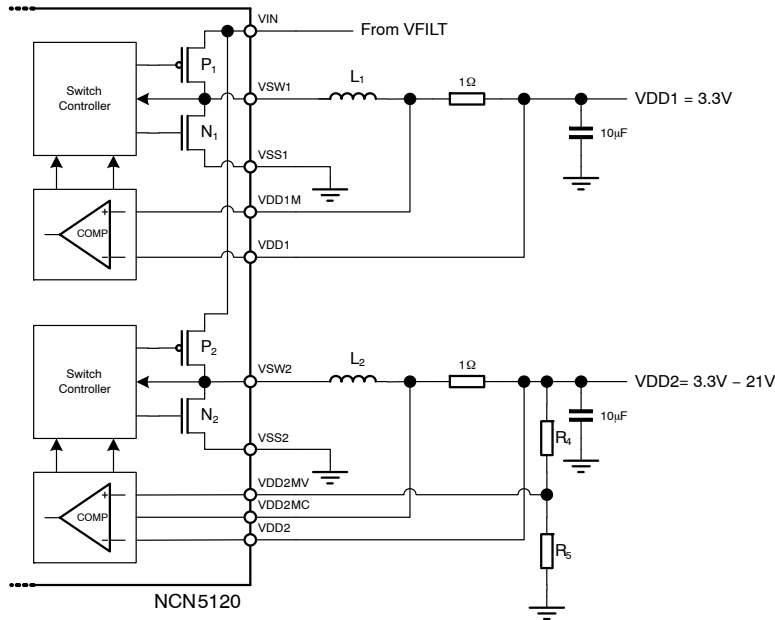 VIN
From VFILT
Switch
Controller
P1
VSW1
L1
1Ω
VDD1 = 3.3V
N1
10μF
VSS1
VDD1M
+
COMP
−
VDD1
Switch
Controller
P2
VSW2
L2
1Ω
VDD2= 3.3V − 21V
N2
10μF
R4
VSS2
VDD2MV
+
VDD2MC
COMP
VDD2
−
R5
NCN5120